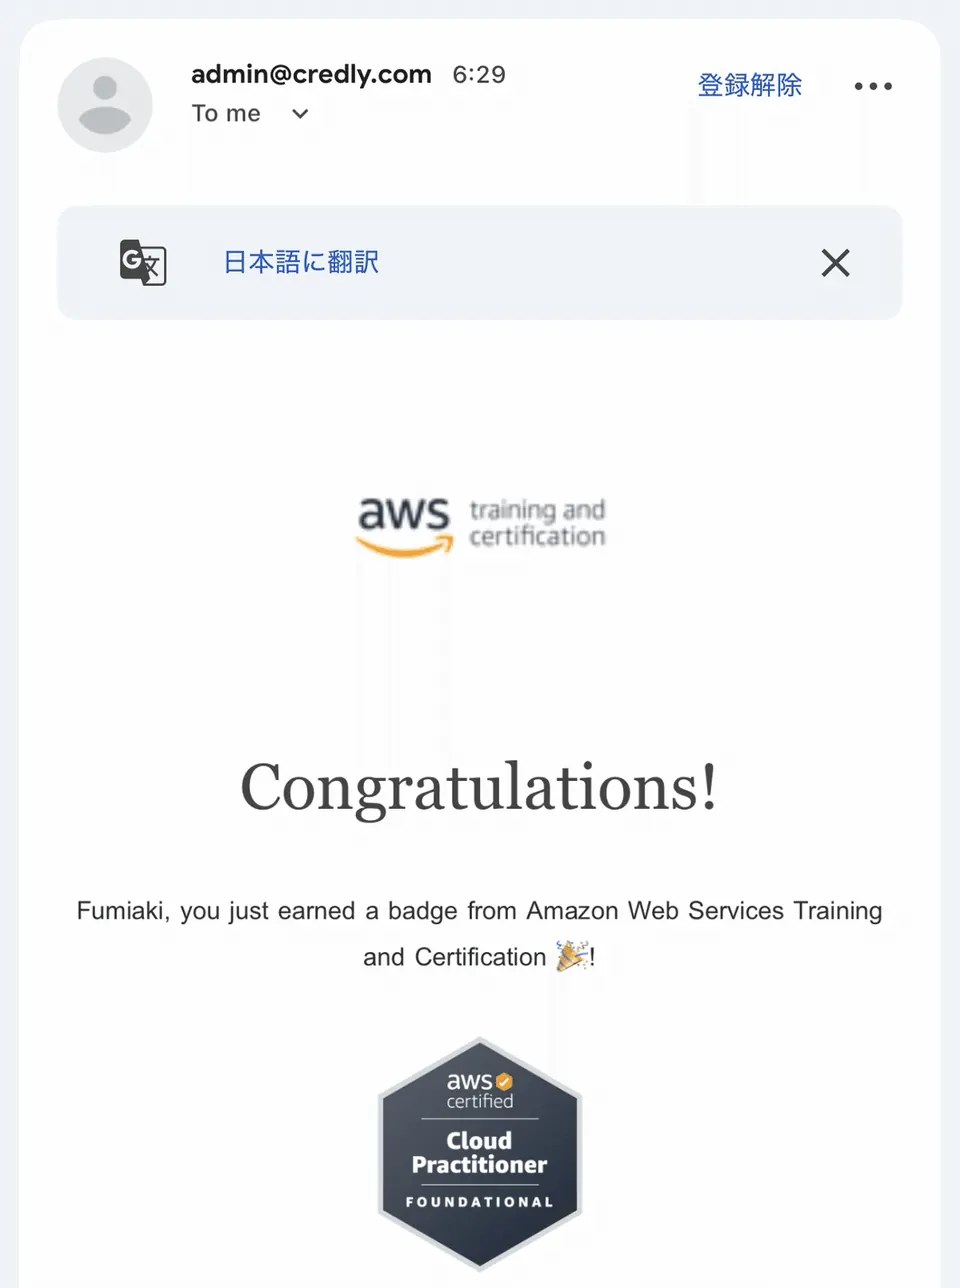 admin@credly.com 6:29
登録解除
To me
日本語に翻訳
aws training and
certification
Congratulations!
Fumiaki, you just earned a badge from Amazon Web Services Training
and Certification 🎉!
aws
certified
Cloud
Practitioner
FOUNDATIONAL